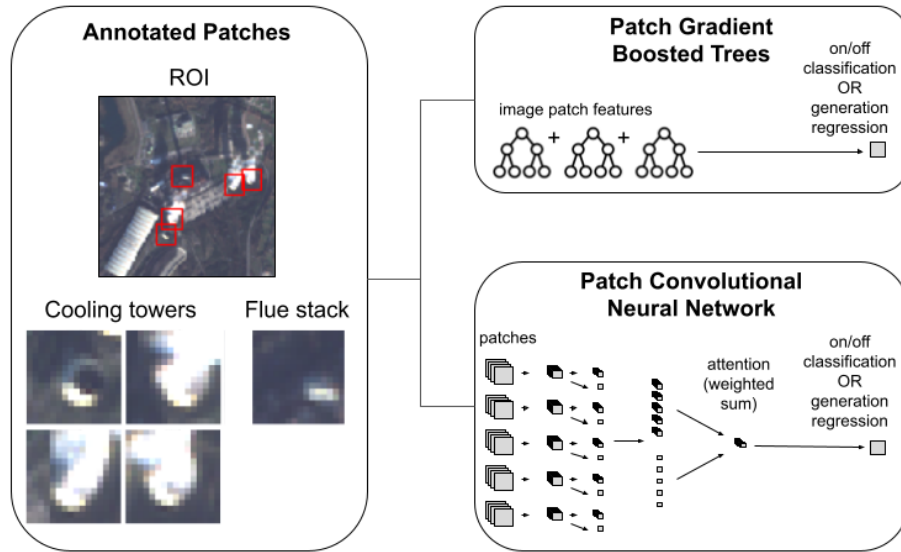 Annotated Patches
ROI
Cooling towers
Flue stack
Patch Gradient
Boosted Trees
image patch features
+ +
on/off
classification
OR
generation
regression
Patch Convolutional
Neural Network
patches
attention
(weighted
sum)
on/off
classification
OR
generation
regression